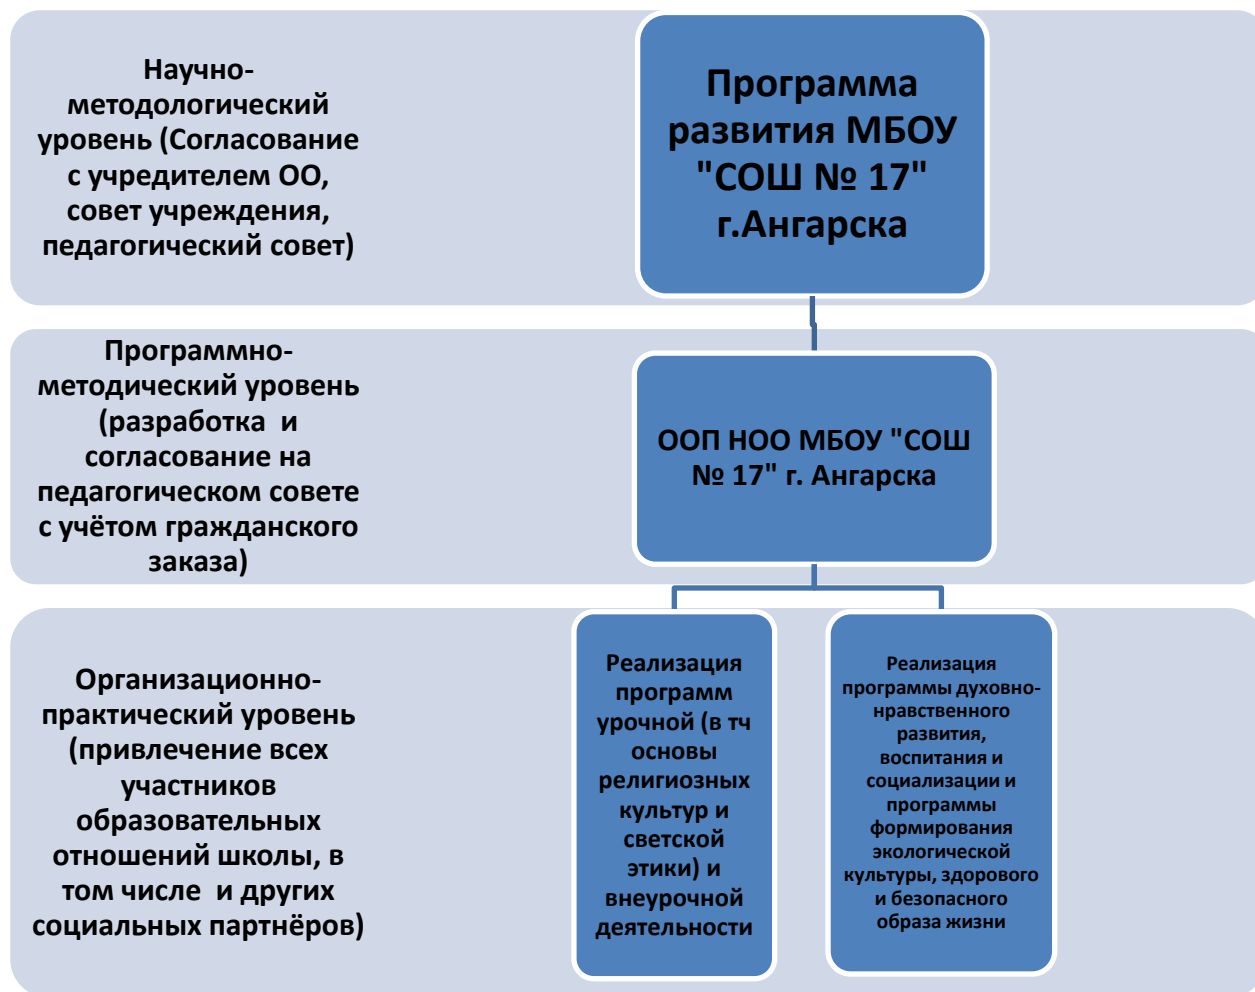 Научно-
методологический
уровень (Согласование
с учредителем ОО,
совет учреждения,
педагогический совет)
Программа
развития МБОУ
"СОШ № 17"
г.Ангарска
Программно-
методический уровень
(разработка и
согласование на
педагогическом совете
с учётом гражданского
заказа)
ООП НОО МБОУ "СОШ
№ 17" г. Ангарска
Организационно-
практический уровень
(привлечение всех
участников
образовательных
отношений школы, в
том числе и других
социальных партнёров)
Реализация
программ
урочной (в тч
основы
религиозных
культур и
светской
этики) и
внеурочной
деятельности
Реализация
программы духовно-
нравственного
развития,
воспитания и
социализации и
программы
формирования
экологической
культуры, здорового
и безопасного
образа жизни